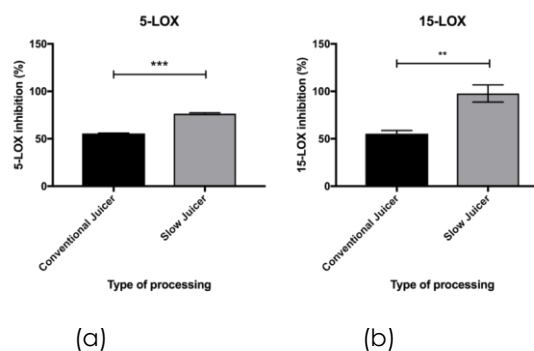 5-LOX
15-LOX
5-LOX inhibition (%)
150
100
50
0
***
Conventional Juicer
Slow Juicer
Type of processing
15-LOX inhibition (%)
150
100
50
0
**
Conventional Juicer
Slow Juicer
Type of processing
(a)
(b)